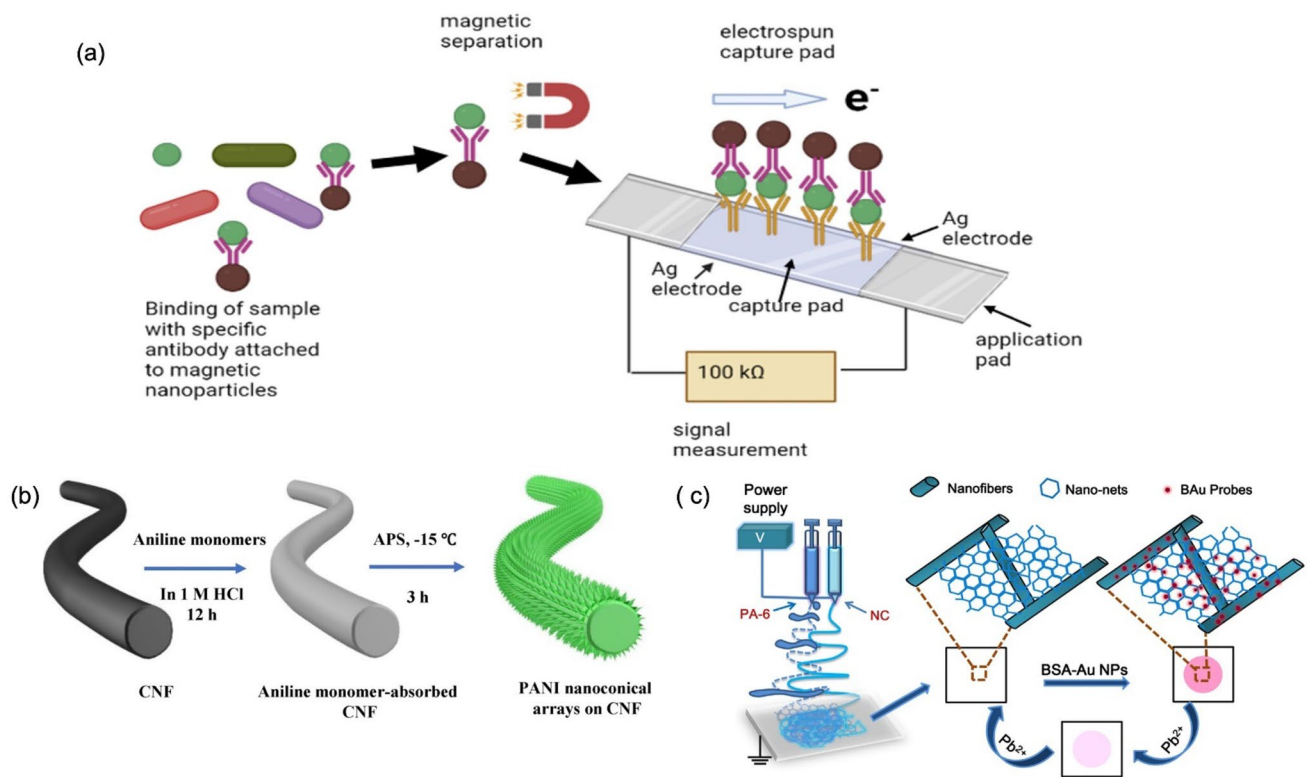 (a)
magnetic
separation
electrospun
capture pad
e⁻
Binding of sample
with specific
antibody attached
to magnetic
nanoparticles
Ag
electrode
Ag
electrode
capture pad
application
pad
100 kΩ
signal
measurement
(b)
Aniline monomers
In 1 M HCl
12 h
APS, -15 ℃
3 h
CNF
Aniline monomer-absorbed
CNF
PANI nanoconical
arrays on CNF
( c)
Power
supply
V
PA-6
NC
Nanofibers
Nano-nets
BAu Probes
BSA-Au NPs
Pb²⁺
Pb²⁺